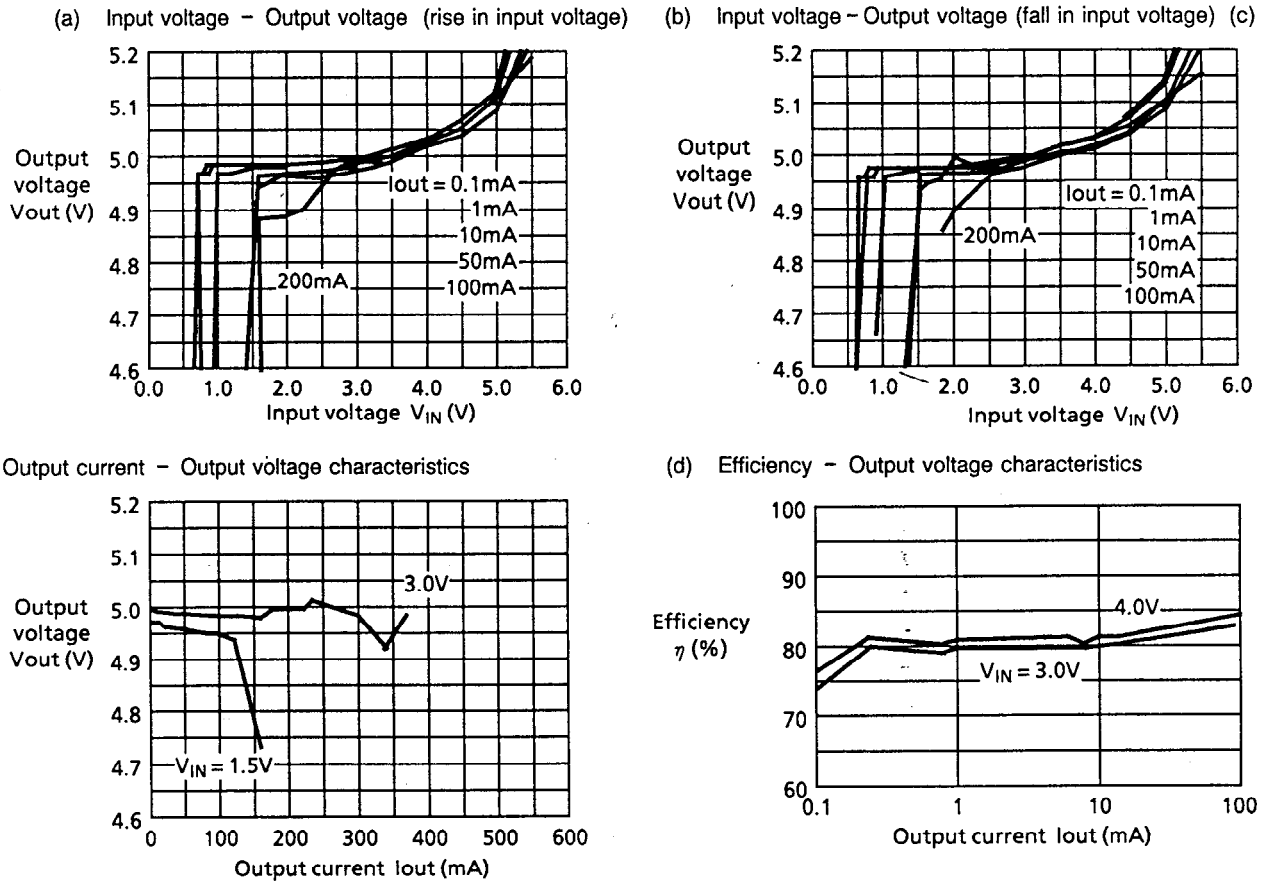 (a) Input voltage – Output voltage (rise in input voltage)
5.2
5.1
5.0
4.9
4.8
4.7
4.6
Output
voltage
Vout (V)
Iout = 0.1mA
1mA
10mA
50mA
100mA
200mA
0.0 1.0 2.0 3.0 4.0 5.0 6.0
Input voltage VIN (V)
(b) Input voltage – Output voltage (fall in input voltage) (c)
5.2
5.1
5.0
4.9
4.8
4.7
4.6
Output
voltage
Vout (V)
Iout = 0.1mA
1mA
10mA
50mA
100mA
200mA
0.0 1.0 2.0 3.0 4.0 5.0 6.0
Input voltage VIN (V)
Output current – Output voltage characteristics
5.2
5.1
5.0
4.9
4.8
4.7
4.6
Output
voltage
Vout (V)
3.0V
VIN = 1.5V
0 100 200 300 400 500 600
Output current Iout (mA)
(d) Efficiency – Output voltage characteristics
100
90
80
70
60
Efficiency
η (%)
4.0V
VIN = 3.0V
0.1 1 10 100
Output current Iout (mA)